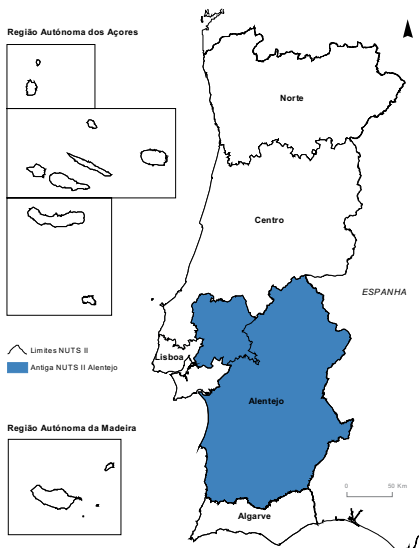 Região Autónoma dos Açores
Norte
Centro
ESPANHA
Lisboa
Limites NUTS II
Antiga NUTS II Alentejo
Alentejo
Região Autónoma da Madeira
0 50 Km
Algarve